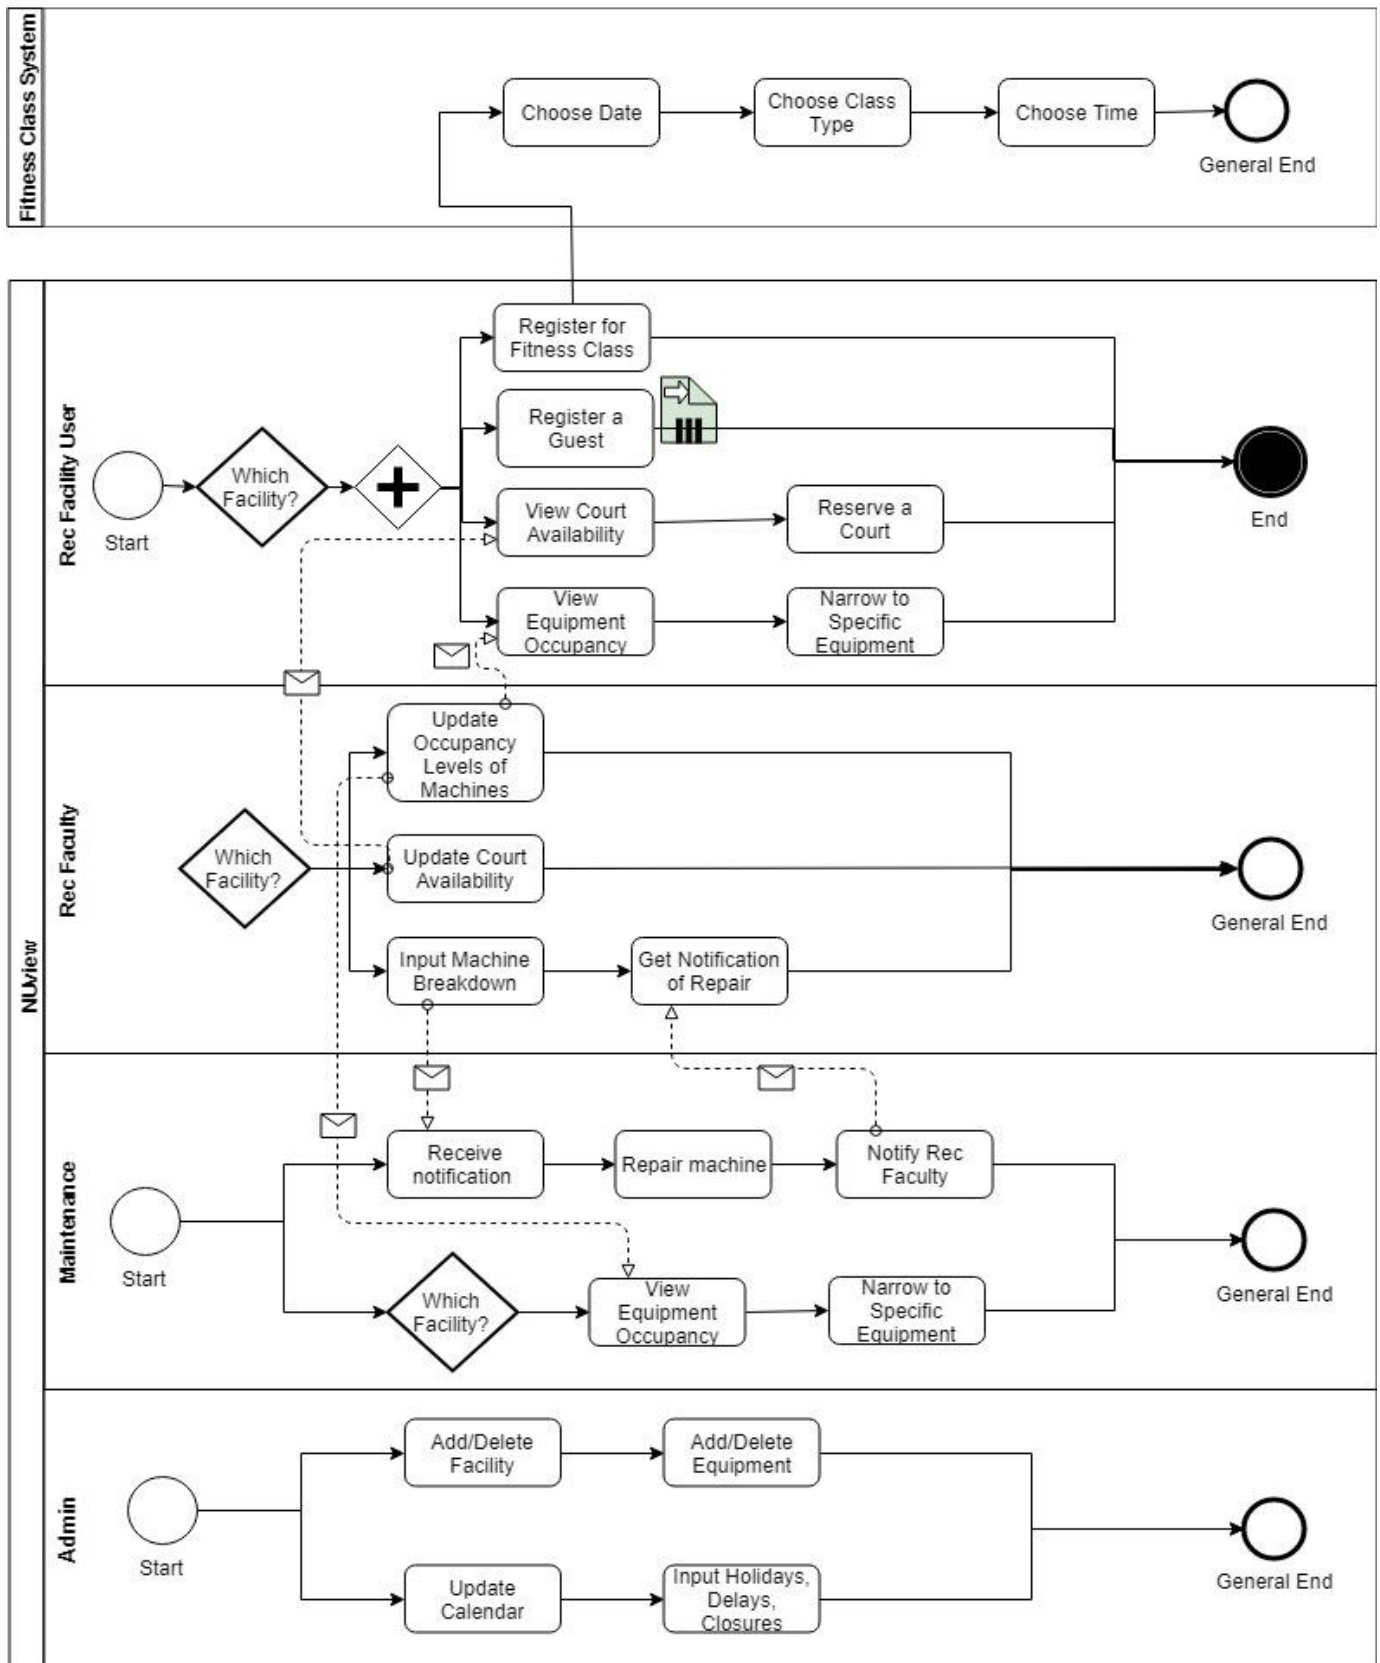 Fitness Class System
Choose Date
Choose Class
Type
Choose Time
General End
NUview
Rec Facility User
Start
Which
Facility?
Register for
Fitness Class
Register a
Guest
View Court
Availability
Reserve a
Court
View
Equipment
Occupancy
Narrow to
Specific
Equipment
End
Rec Faculty
Which
Facility?
Update
Occupancy
Levels of
Machines
Update Court
Availability
Input Machine
Breakdown
Get Notification
of Repair
General End
Maintenance
Start
Receive
notification
Repair machine
Notify Rec
Faculty
Which
Facility?
View
Equipment
Occupancy
Narrow to
Specific
Equipment
General End
Admin
Start
Add/Delete
Facility
Add/Delete
Equipment
Update
Calendar
Input Holidays,
Delays,
Closures
General End